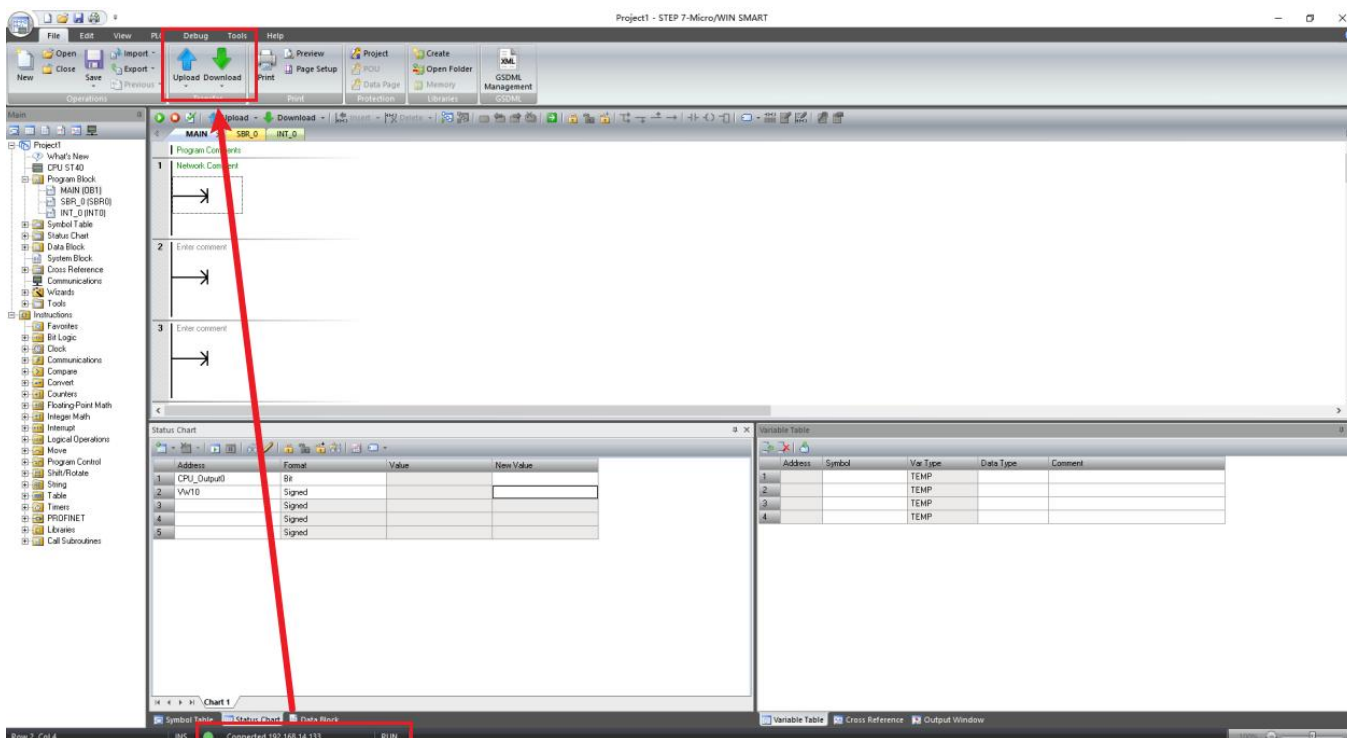 Project1 - STEP 7-Micro/WIN SMART
File Edit View PLC Debug Tools Help
New
Open
Close
Save
Import
Export
Previous
Upload Download
Print
Preview
Page Setup
Project
POU
Data Page
Create
Open Folder
Memory
XML
GSDML Management
Operations
Print
Protection
Libraries
GSDML
Main
Upload Download Insert Delete
MAIN SBR_0 INT_0
Project1
What's New
CPU ST40
Program Block
MAIN (OB1)
SBR_0 (SBR0)
INT_0 (INT0)
Symbol Table
Status Chart
Data Block
System Block
Cross Reference
Communications
Wizards
Tools
Instructions
Favorites
Bit Logic
Clock
Communications
Compare
Convert
Counters
Floating-Point Math
Integer Math
Interrupt
Logical Operations
Move
Program Control
Shift/Rotate
String
Table
Timers
PROFINET
Libraries
Call Subroutines
Program Comments
1 Network Comment
2 Enter comment
3 Enter comment
Status Chart
Address Format Value New Value
1 CPU_Output0 Bit
2 VW10 Signed
3 Signed
4 Signed
5 Signed
Chart 1
Symbol Table Status Chart Data Block
Variable Table
Address Symbol Var Type Data Type Comment
1 TEMP
2 TEMP
3 TEMP
4 TEMP
Variable Table Cross Reference Output Window
Row 2, Col 4 INS Connected 192.168.14.133 RUN 100%